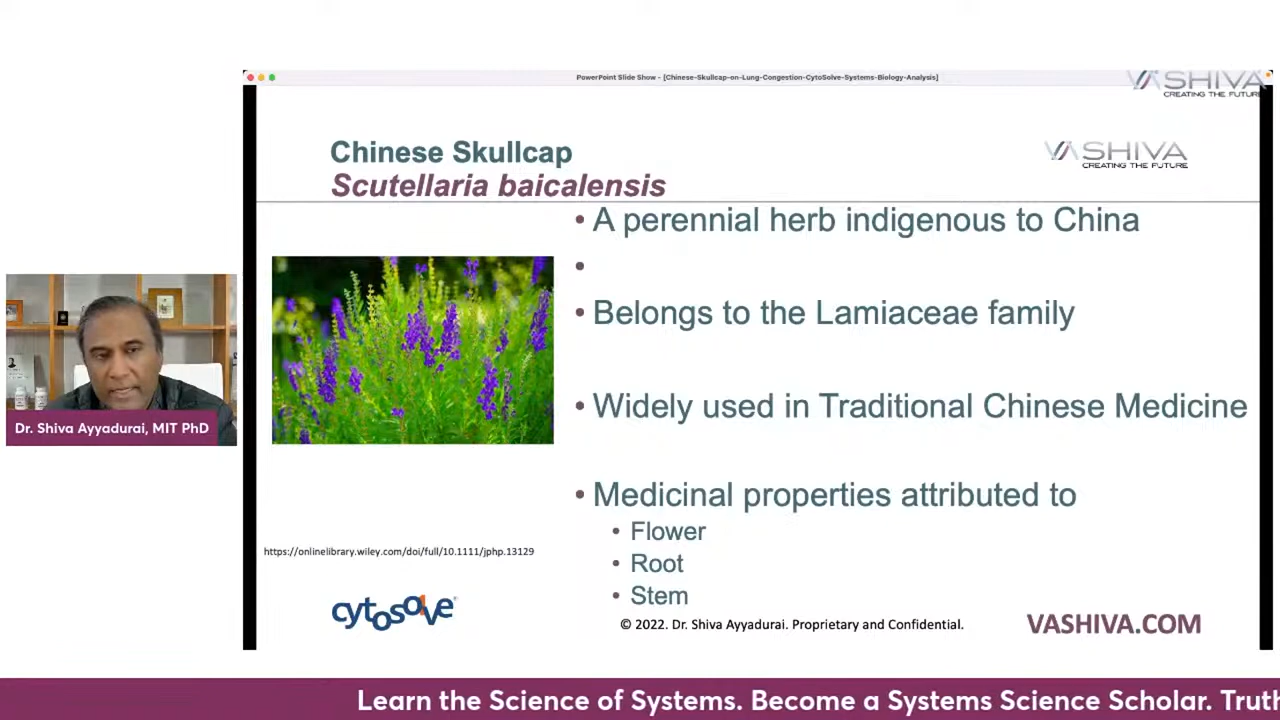 PowerPoint Slide Show - [Chinese-Skullcap-on-Lung-Congestion-CytoSolve-Systems-Biology-Analysis]
VASHIVA
CREATING THE FUTURE
Chinese Skullcap
Scutellaria baicalensis
VASHIVA
CREATING THE FUTURE
• A perennial herb indigenous to China
•
• Belongs to the Lamiaceae family
• Widely used in Traditional Chinese Medicine
• Medicinal properties attributed to
• Flower
• Root
• Stem
Dr. Shiva Ayyadurai, MIT PhD
https://onlinelibrary.wiley.com/doi/full/10.1111/jphp.13129
cytosolve
© 2022. Dr. Shiva Ayyadurai. Proprietary and Confidential.
VASHIVA.COM
Learn the Science of Systems. Become a Systems Science Scholar. Truth